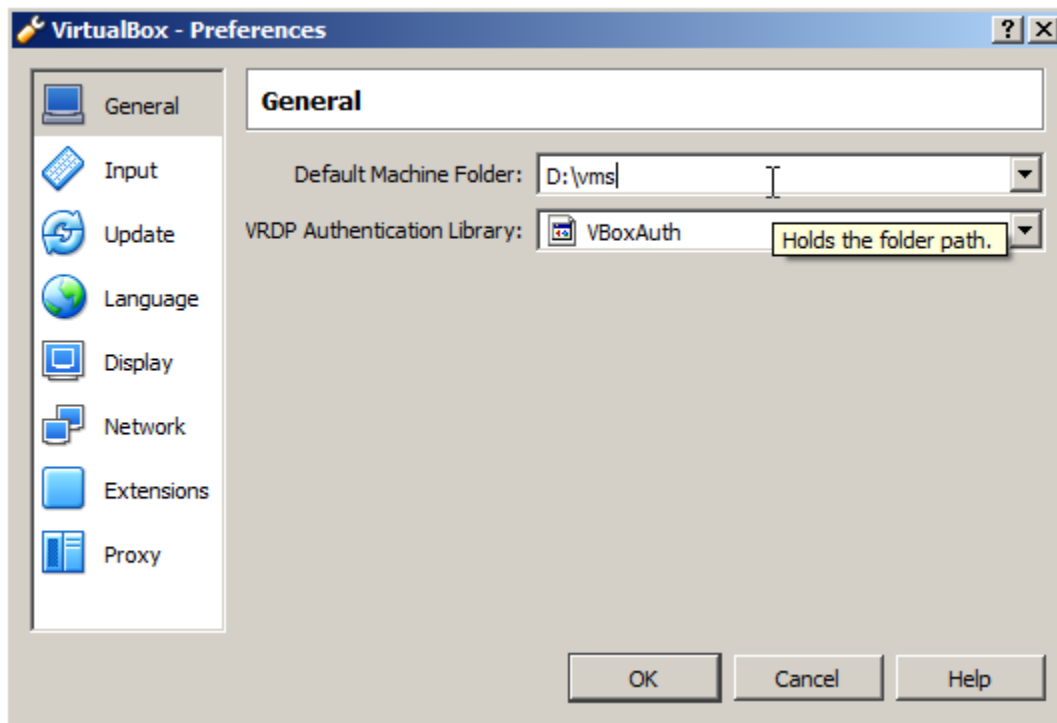 VirtualBox - Preferences
General
Input
Update
Language
Display
Network
Extensions
Proxy
General
Default Machine Folder: D:\vms
VRDP Authentication Library: VBoxAuth
Holds the folder path.
OK Cancel Help